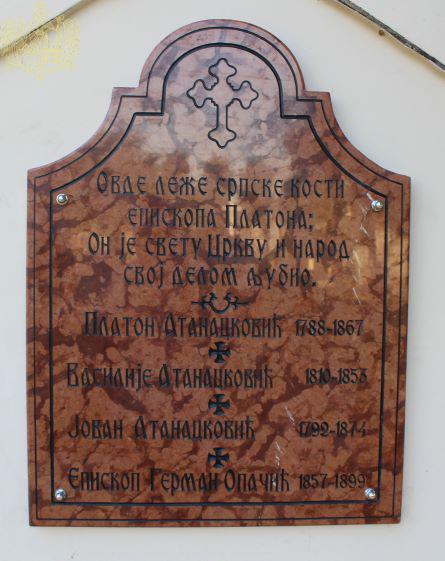 Овде леже српске кости
епископа Платона;
Он је свету Цркву и народ
свој делом љубио.
Платон Атанацковић 1788-1867
Василије Атанацковић 1810-1853
Јован Атанацковић 1792-1874
Епископ Герман Опачић 1857-1899